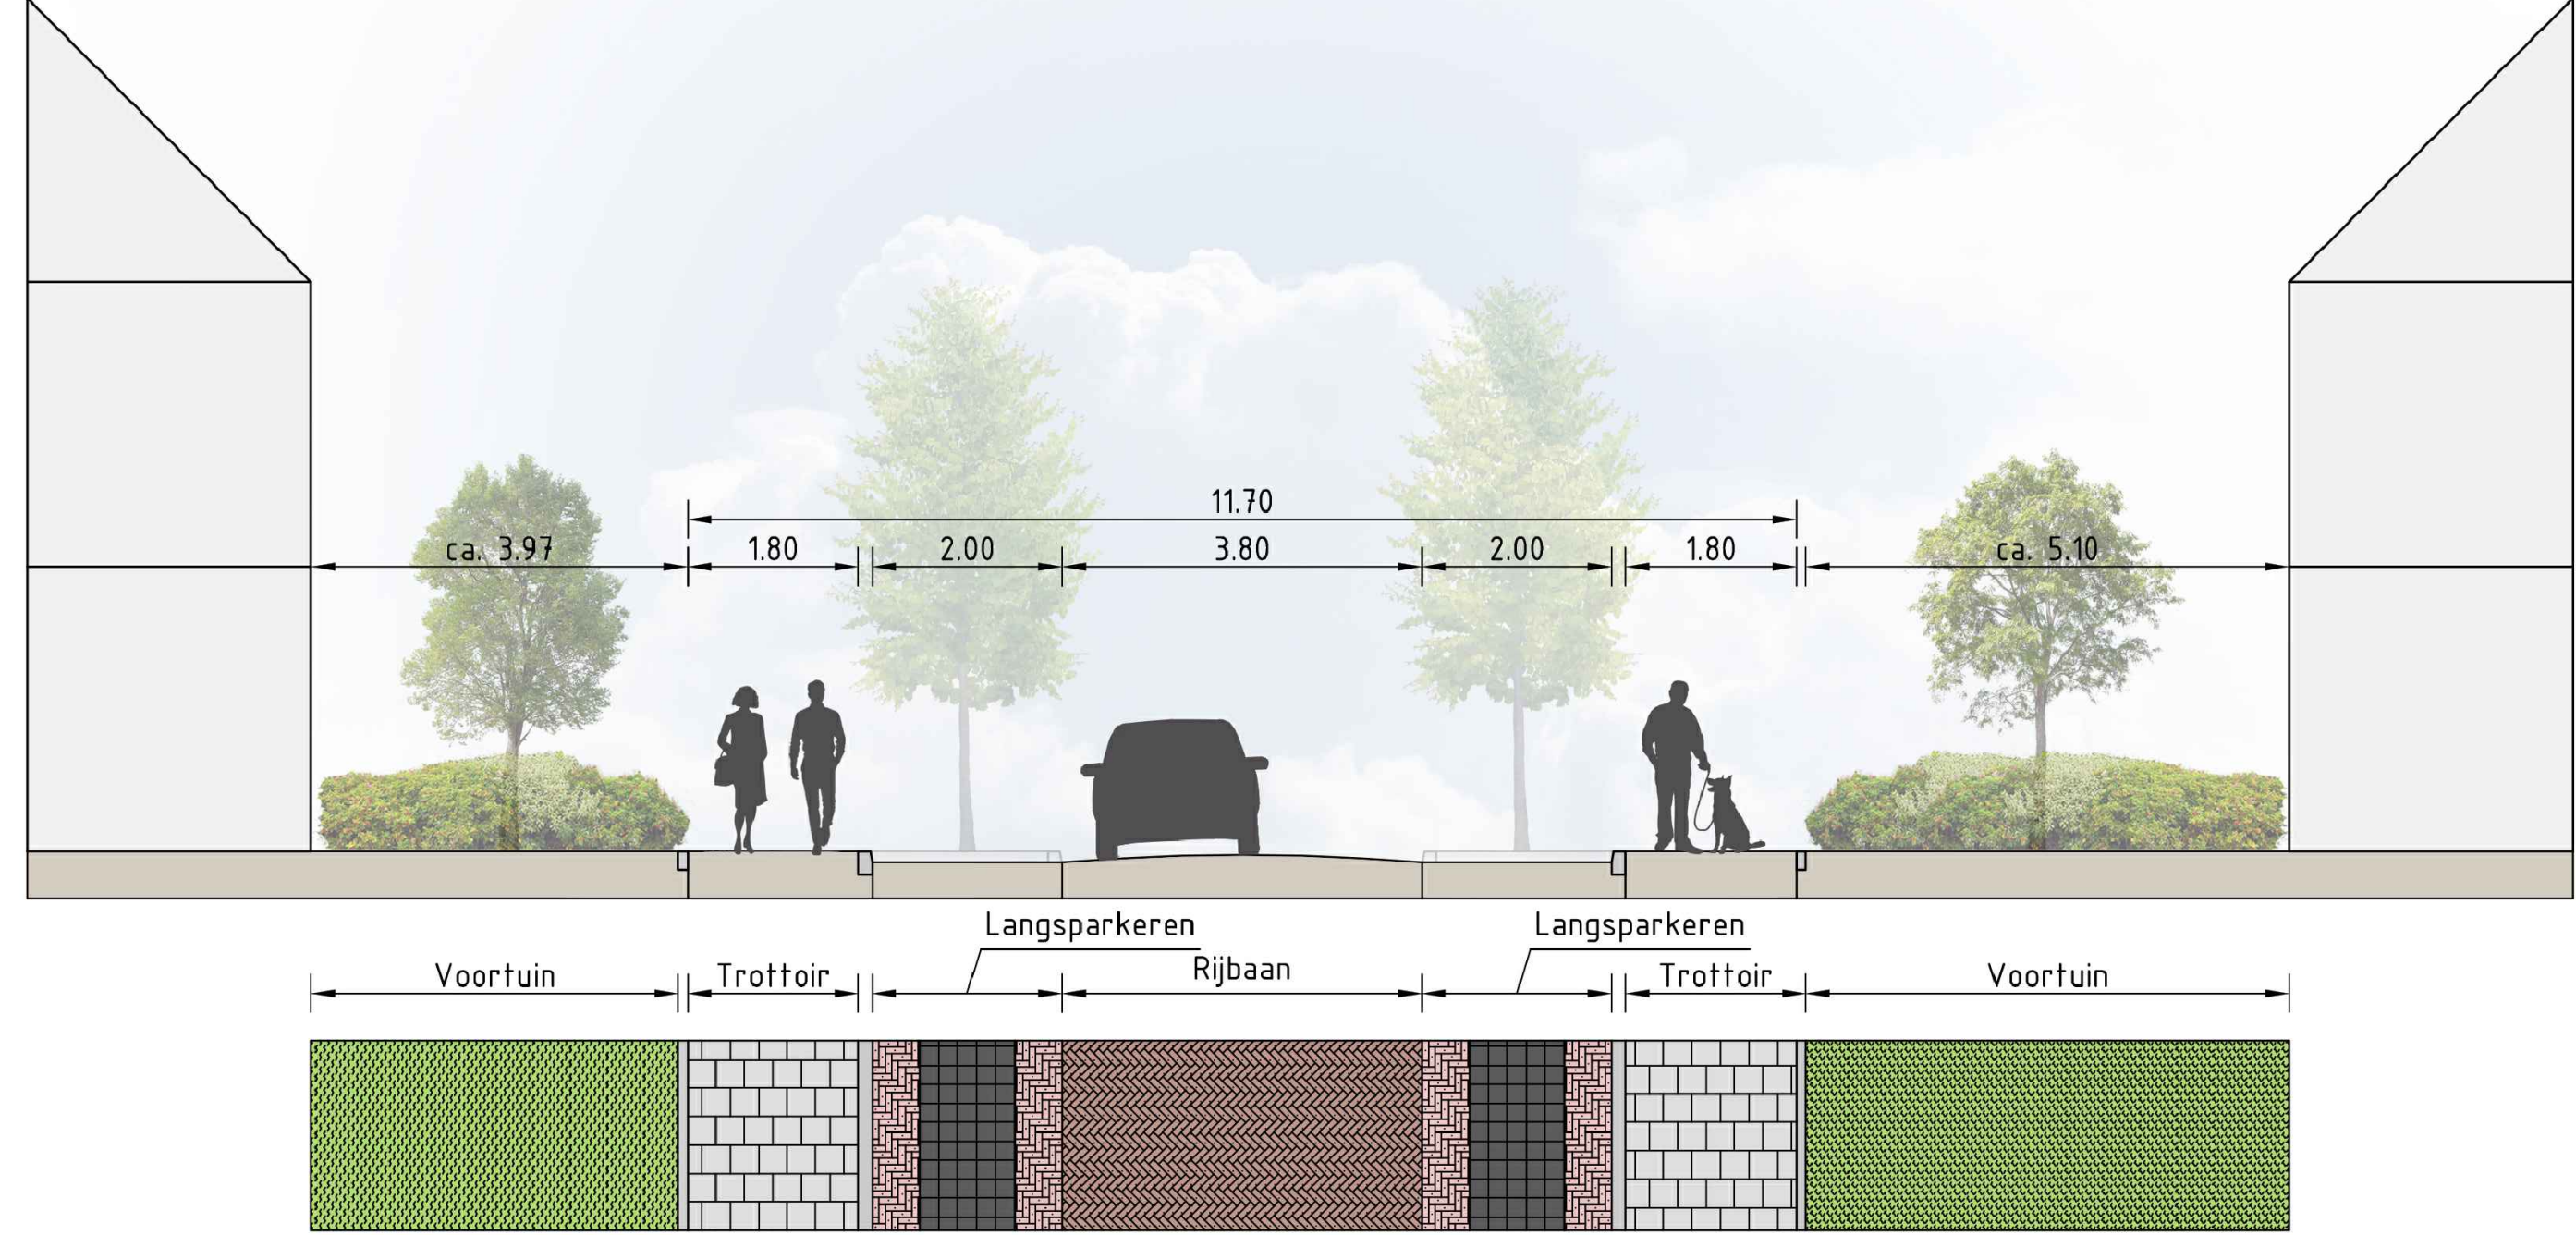 11.70
ca. 3.97 1.80 2.00 3.80 2.00 1.80 ca. 5.10
Langsparkeren Langsparkeren
Voortuin Trottoir Rijbaan Trottoir Voortuin